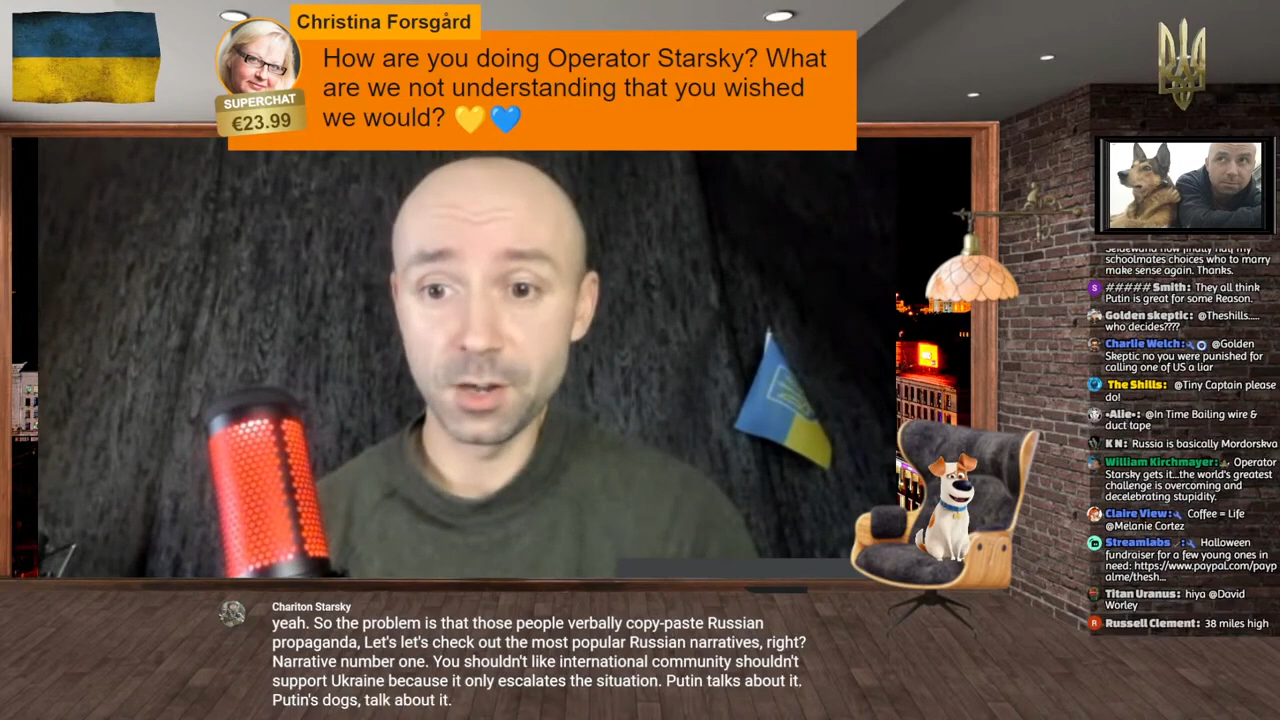 Christina Forsgård
How are you doing Operator Starsky? What
are we not understanding that you wished
we would? 💛💙
SUPERCHAT
€23.99
schoolmates choices who to marry
make sense again. Thanks.
S ##### Smith: They all think
Putin is great for some Reason.
Golden skeptic: @Theshills.....
who decides????
Charlie Welch: @Golden
Skeptic no you were punished for
calling one of US a liar
The Shills: @Tiny Captain please
do!
•Alie•: @In Time Bailing wire &
duct tape
K N: Russia is basically Mordorskva
William Kirchmayer: Operator
Starsky gets it...the world's greatest
challenge is overcoming and
decelebrating stupidity.
Claire View: Coffee = Life
@Melanie Cortez
Streamlabs: Halloween
fundraiser for a few young ones in
need: https://www.paypal.com/payp
alme/thesh...
Titan Uranus: hiya @David
Worley
R Russell Clement: 38 miles high
Chariton Starsky
yeah. So the problem is that those people verbally copy-paste Russian
propaganda, Let's let's check out the most popular Russian narratives, right?
Narrative number one. You shouldn't like international community shouldn't
support Ukraine because it only escalates the situation. Putin talks about it.
Putin's dogs, talk about it.